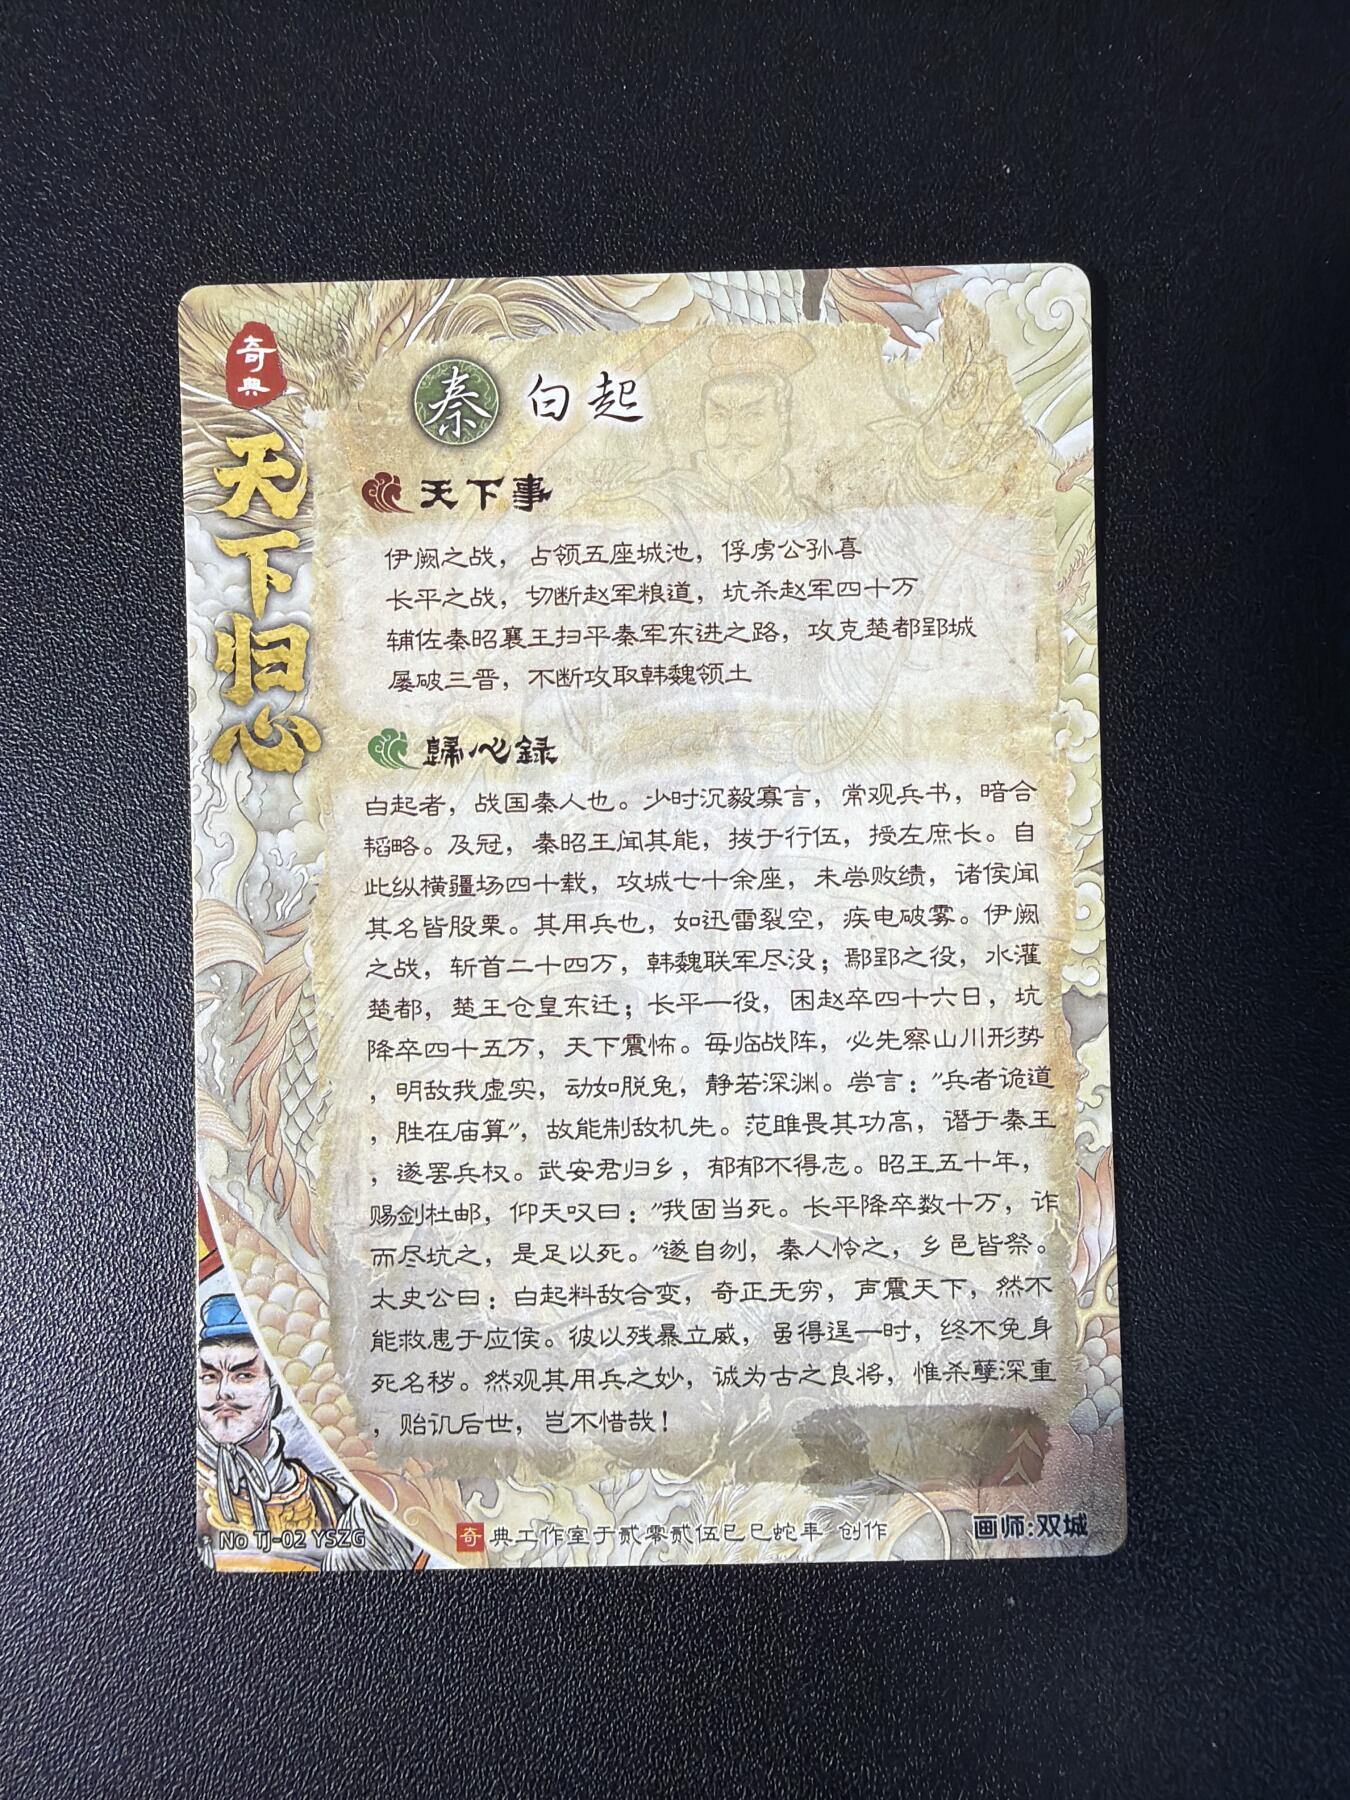 奇典
天下归心
秦 白起
天下事
伊阙之战，占领五座城池，俘虏公孙喜
长平之战，切断赵军粮道，坑杀赵军四十万
辅佐秦昭襄王扫平秦军东进之路，攻克楚都郢城
屡破三晋，不断攻取韩魏领土
歸心録
白起者，战国秦人也。少时沉毅寡言，常观兵书，暗合
韬略。及冠，秦昭王闻其能，拔于行伍，授左庶长。自
此纵横疆场四十载，攻城七十余座，未尝败绩，诸侯闻
其名皆股栗。其用兵也，如迅雷裂空，疾电破雾。伊阙
之战，斩首二十四万，韩魏联军尽没；鄢郢之役，水灌
楚都，楚王仓皇东迁；长平一役，困赵卒四十六日，坑
降卒四十五万，天下震怖。每临战阵，必先察山川形势
，明敌我虚实，动如脱兔，静若深渊。尝言："兵者诡道
，胜在庙算"，故能制敌机先。范雎畏其功高，谮于秦王
，遂罢兵权。武安君归乡，郁郁不得志。昭王五十年，
赐剑杜邮，仰天叹曰："我固当死。长平降卒数十万，诈
而尽坑之，是足以死。"遂自刎，秦人怜之，乡邑皆祭。
太史公曰：白起料敌合变，奇正无穷，声震天下，然不
能救患于应侯。彼以残暴立威，虽得逞一时，终不免身
死名秽。然观其用兵之妙，诚为古之良将，惟杀孽深重
，贻讥后世，岂不惜哉！
No TJ-02 YSZG
奇典工作室于贰零贰伍已巳蛇年 创作
画师:双城